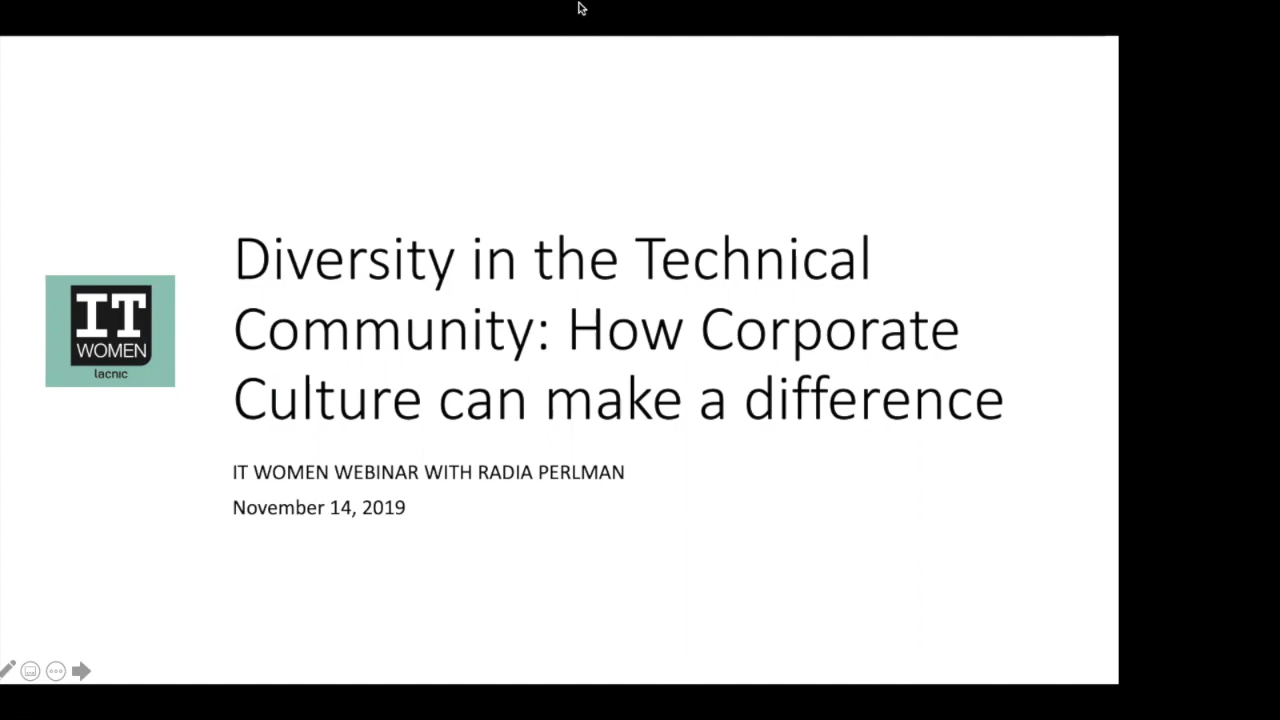 Diversity in the Technical
Community: How Corporate
Culture can make a difference
IT
WOMEN
lacnic
IT WOMEN WEBINAR WITH RADIA PERLMAN
November 14, 2019